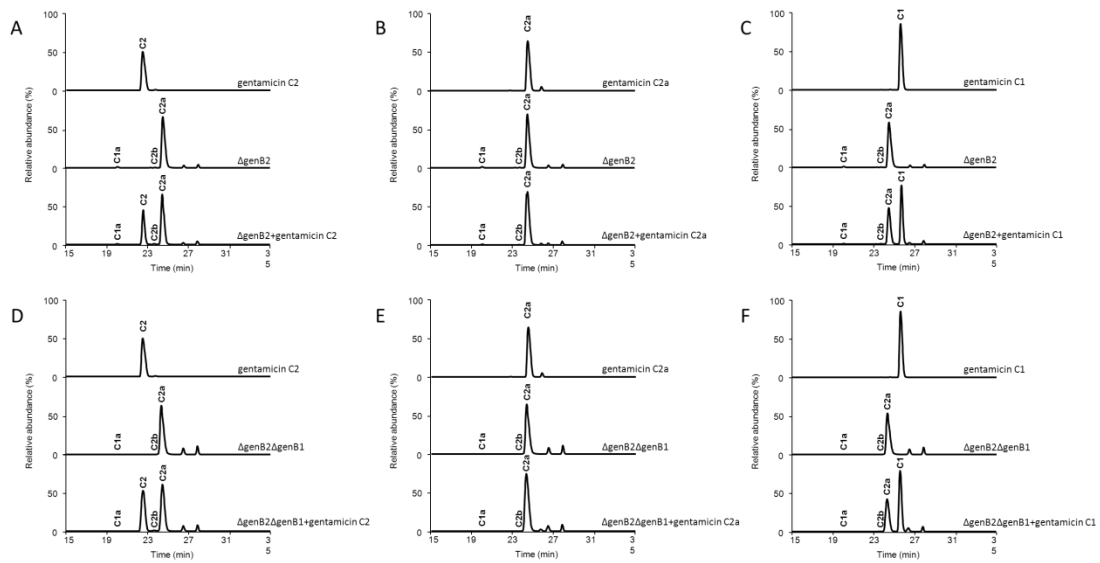 A
Relative abundance (%)
100
50
0
C2
gentamicin C2
50
0
C1a
C2b
C2a
ΔgenB2
50
0
C1a
C2
C2b
C2a
ΔgenB2+gentamicin C2
15 19 23 27 31 3
5
Time (min)
B
Relative abundance (%)
100
50
0
C2a
gentamicin C2a
50
0
C1a
C2b
C2a
ΔgenB2
50
0
C1a
C2b
C2a
ΔgenB2+gentamicin C2a
15 19 23 27 31 3
5
Time (min)
C
Relative abundance (%)
100
50
0
C1
gentamicin C1
50
0
C1a
C2b
C2a
ΔgenB2
50
0
C1a
C2b
C2a
C1
ΔgenB2+gentamicin C1
15 19 23 27 31 3
5
Time (min)
D
Relative abundance (%)
100
50
0
C2
gentamicin C2
50
0
C1a
C2b
C2a
ΔgenB2ΔgenB1
50
0
C1a
C2
C2b
C2a
ΔgenB2ΔgenB1+gentamicin C2
15 19 23 27 31 3
5
Time (min)
E
Relative abundance (%)
100
50
0
C2a
gentamicin C2a
50
0
C1a
C2b
C2a
ΔgenB2ΔgenB1
50
0
C1a
C2b
C2a
ΔgenB2ΔgenB1+gentamicin C2a
15 19 23 27 31 3
5
Time (min)
F
Relative abundance (%)
100
50
0
C1
gentamicin C1
50
0
C1a
C2b
C2a
ΔgenB2ΔgenB1
50
0
C1a
C2b
C2a
C1
ΔgenB2ΔgenB1+gentamicin C1
15 19 23 27 31 3
5
Time (min)